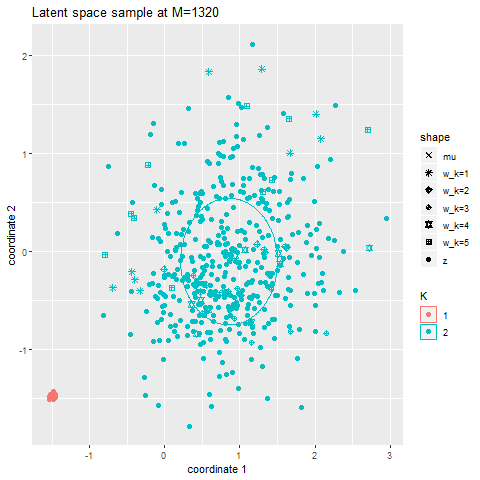 Latent space sample at M=1320
coordinate 2
2
1
0
-1
-1
0
1
2
3
coordinate 1
shape
mu
w_k=1
w_k=2
w_k=3
w_k=4
w_k=5
z
K
1
2